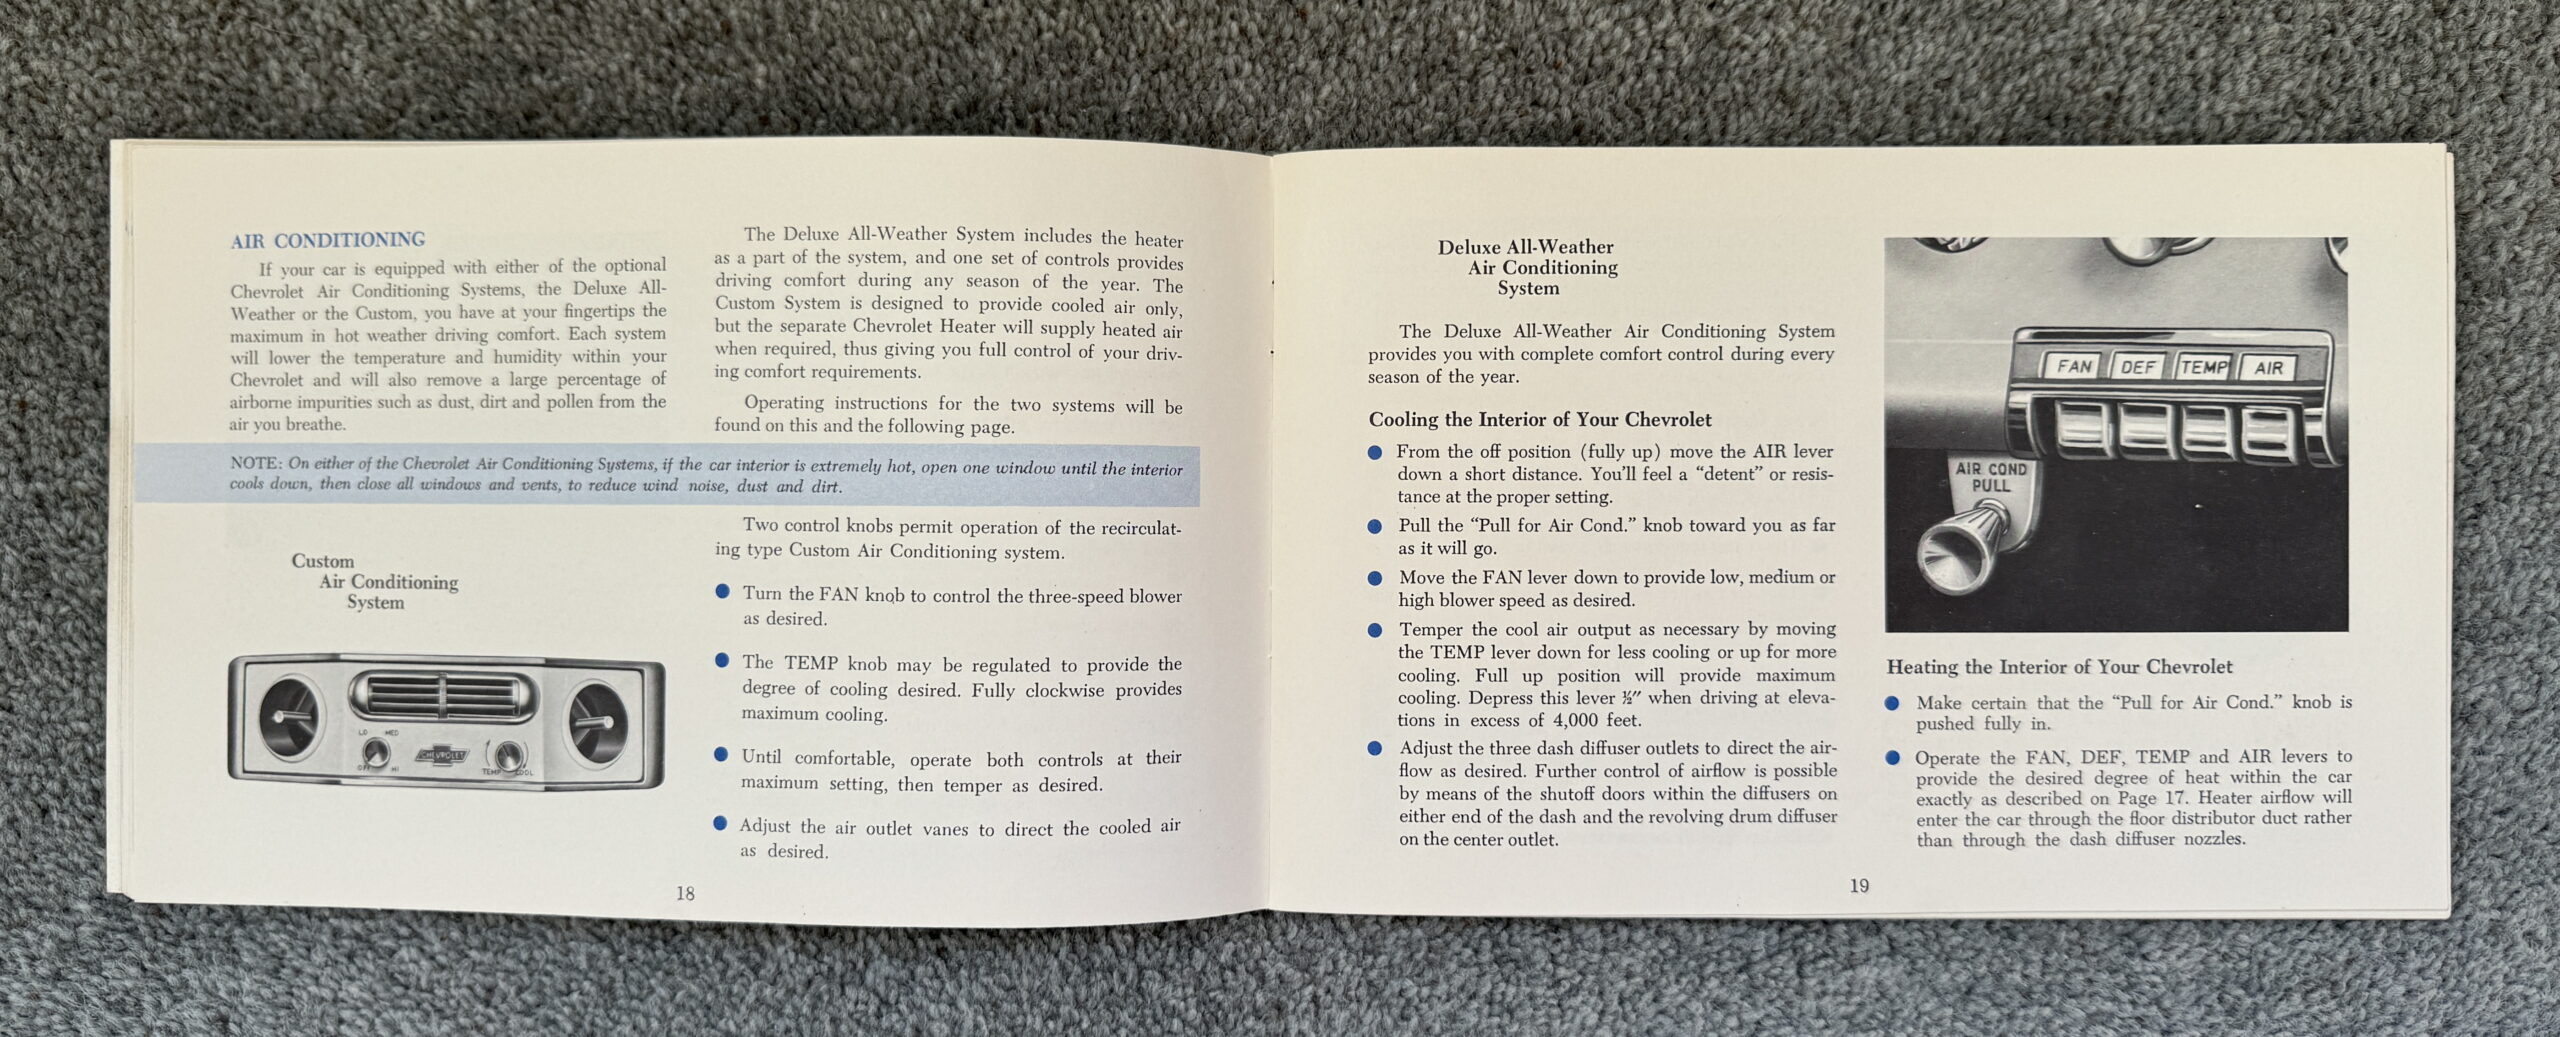 AIR CONDITIONING
If your car is equipped with either of the optional
Chevrolet Air Conditioning Systems, the Deluxe All-
Weather or the Custom, you have at your fingertips the
maximum in hot weather driving comfort. Each system
will lower the temperature and humidity within your
Chevrolet and will also remove a large percentage of
airborne impurities such as dust, dirt and pollen from the
air you breathe.
The Deluxe All-Weather System includes the heater
as a part of the system, and one set of controls provides
driving comfort during any season of the year. The
Custom System is designed to provide cooled air only,
but the separate Chevrolet Heater will supply heated air
when required, thus giving you full control of your driv-
ing comfort requirements.
Operating instructions for the two systems will be
found on this and the following page.
NOTE: On either of the Chevrolet Air Conditioning Systems, if the car interior is extremely hot, open one window until the interior
cools down, then close all windows and vents, to reduce wind noise, dust and dirt.
Custom
Air Conditioning
System
LO MED
OFF HI
CHEVROLET
TEMP COOL
Two control knobs permit operation of the recirculat-
ing type Custom Air Conditioning system.
● Turn the FAN knob to control the three-speed blower
as desired.
● The TEMP knob may be regulated to provide the
degree of cooling desired. Fully clockwise provides
maximum cooling.
● Until comfortable, operate both controls at their
maximum setting, then temper as desired.
● Adjust the air outlet vanes to direct the cooled air
as desired.
18
Deluxe All-Weather
Air Conditioning
System
The Deluxe All-Weather Air Conditioning System
provides you with complete comfort control during every
season of the year.
Cooling the Interior of Your Chevrolet
● From the off position (fully up) move the AIR lever
down a short distance. You'll feel a “detent” or resis-
tance at the proper setting.
● Pull the “Pull for Air Cond.” knob toward you as far
as it will go.
● Move the FAN lever down to provide low, medium or
high blower speed as desired.
● Temper the cool air output as necessary by moving
the TEMP lever down for less cooling or up for more
cooling. Full up position will provide maximum
cooling. Depress this lever ½″ when driving at eleva-
tions in excess of 4,000 feet.
● Adjust the three dash diffuser outlets to direct the air-
flow as desired. Further control of airflow is possible
by means of the shutoff doors within the diffusers on
either end of the dash and the revolving drum diffuser
on the center outlet.
FAN DEF TEMP AIR
AIR COND
PULL
Heating the Interior of Your Chevrolet
● Make certain that the “Pull for Air Cond.” knob is
pushed fully in.
● Operate the FAN, DEF, TEMP and AIR levers to
provide the desired degree of heat within the car
exactly as described on Page 17. Heater airflow will
enter the car through the floor distributor duct rather
than through the dash diffuser nozzles.
19